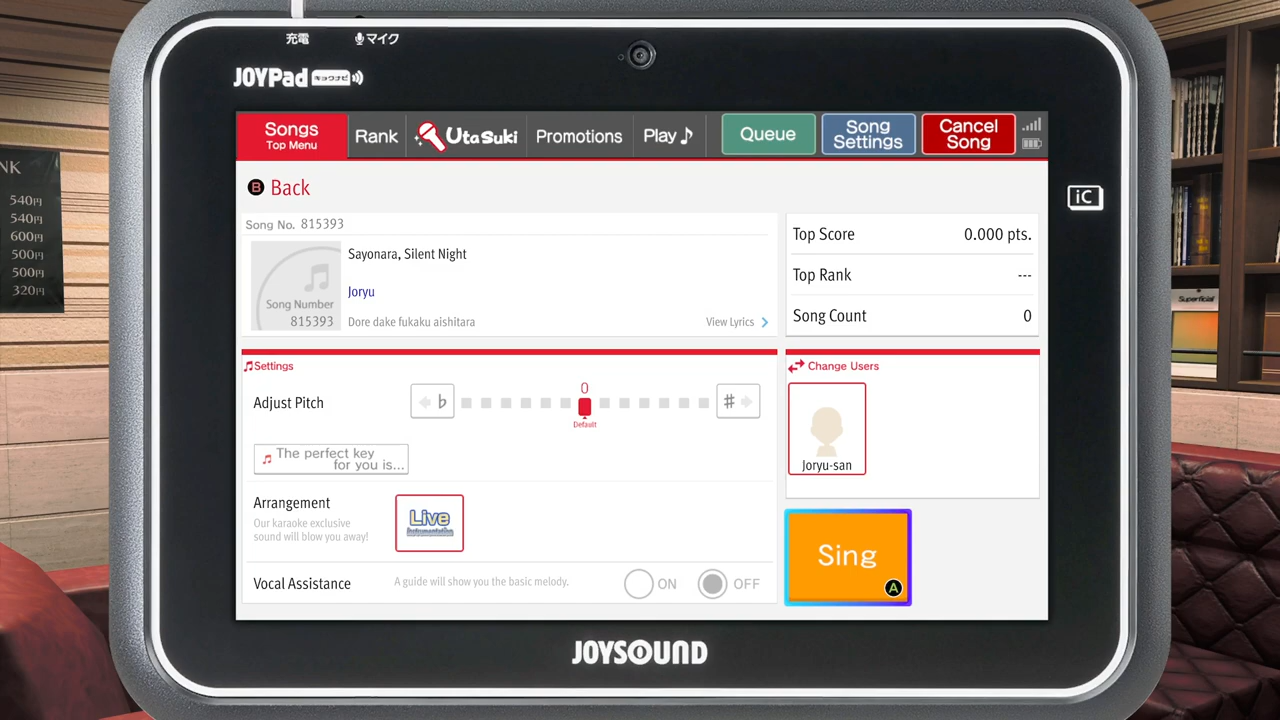 充電
マイク
JOYPad キョクナビ
Songs
Top Menu
Rank
UtaSuki
Promotions
Play♪
Queue
Song
Settings
Cancel
Song
iC
B Back
Song No. 815393
Song Number
815393
Sayonara, Silent Night
Joryu
Dore dake fukaku aishitara
View Lyrics
Top Score 0.000 pts.
Top Rank ---
Song Count 0
Settings
Adjust Pitch
♭
0
Default
♯
The perfect key
for you is...
Arrangement
Our karaoke exclusive
sound will blow you away!
Live
Instrumentation
Vocal Assistance
A guide will show you the basic melody.
ON
OFF
Change Users
Joryu-san
Sing
A
JOYSOUND
NK
540円
540円
600円
500円
500円
320円
Superficial